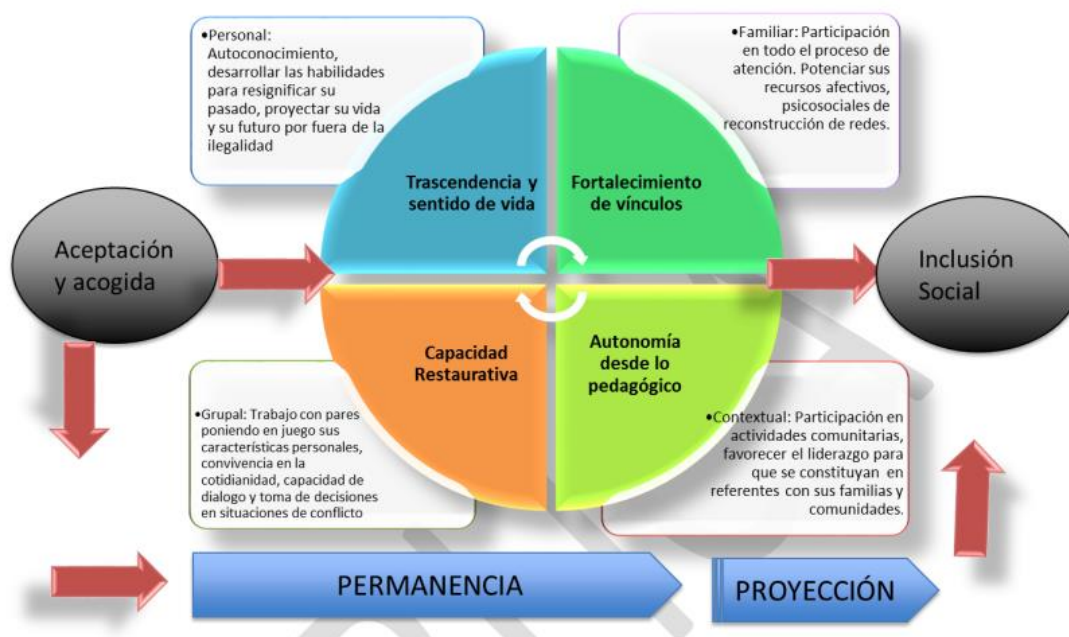 •Personal:
Autoconocimiento,
desarrollar las habilidades
para resignificar su
pasado, proyectar su vida
y su futuro por fuera de la
ilegalidad
•Familiar: Participación
en todo el proceso de
atención. Potenciar sus
recursos afectivos,
psicosociales de
reconstrucción de redes.
Trascendencia y
sentido de vida
Fortalecimiento
de vínculos
Aceptación
y acogida
Inclusión
Social
Capacidad
Restaurativa
Autonomía
desde lo
pedagógico
•Grupal: Trabajo con pares
poniendo en juego sus
características personales,
convivencia en la
cotidianidad, capacidad de
dialogo y toma de decisiones
en situaciones de conflicto
•Contextual: Participación en
actividades comunitarias,
favorecer el liderazgo para
que se constituyan en
referentes con sus familias y
comunidades.
PERMANENCIA
PROYECCIÓN